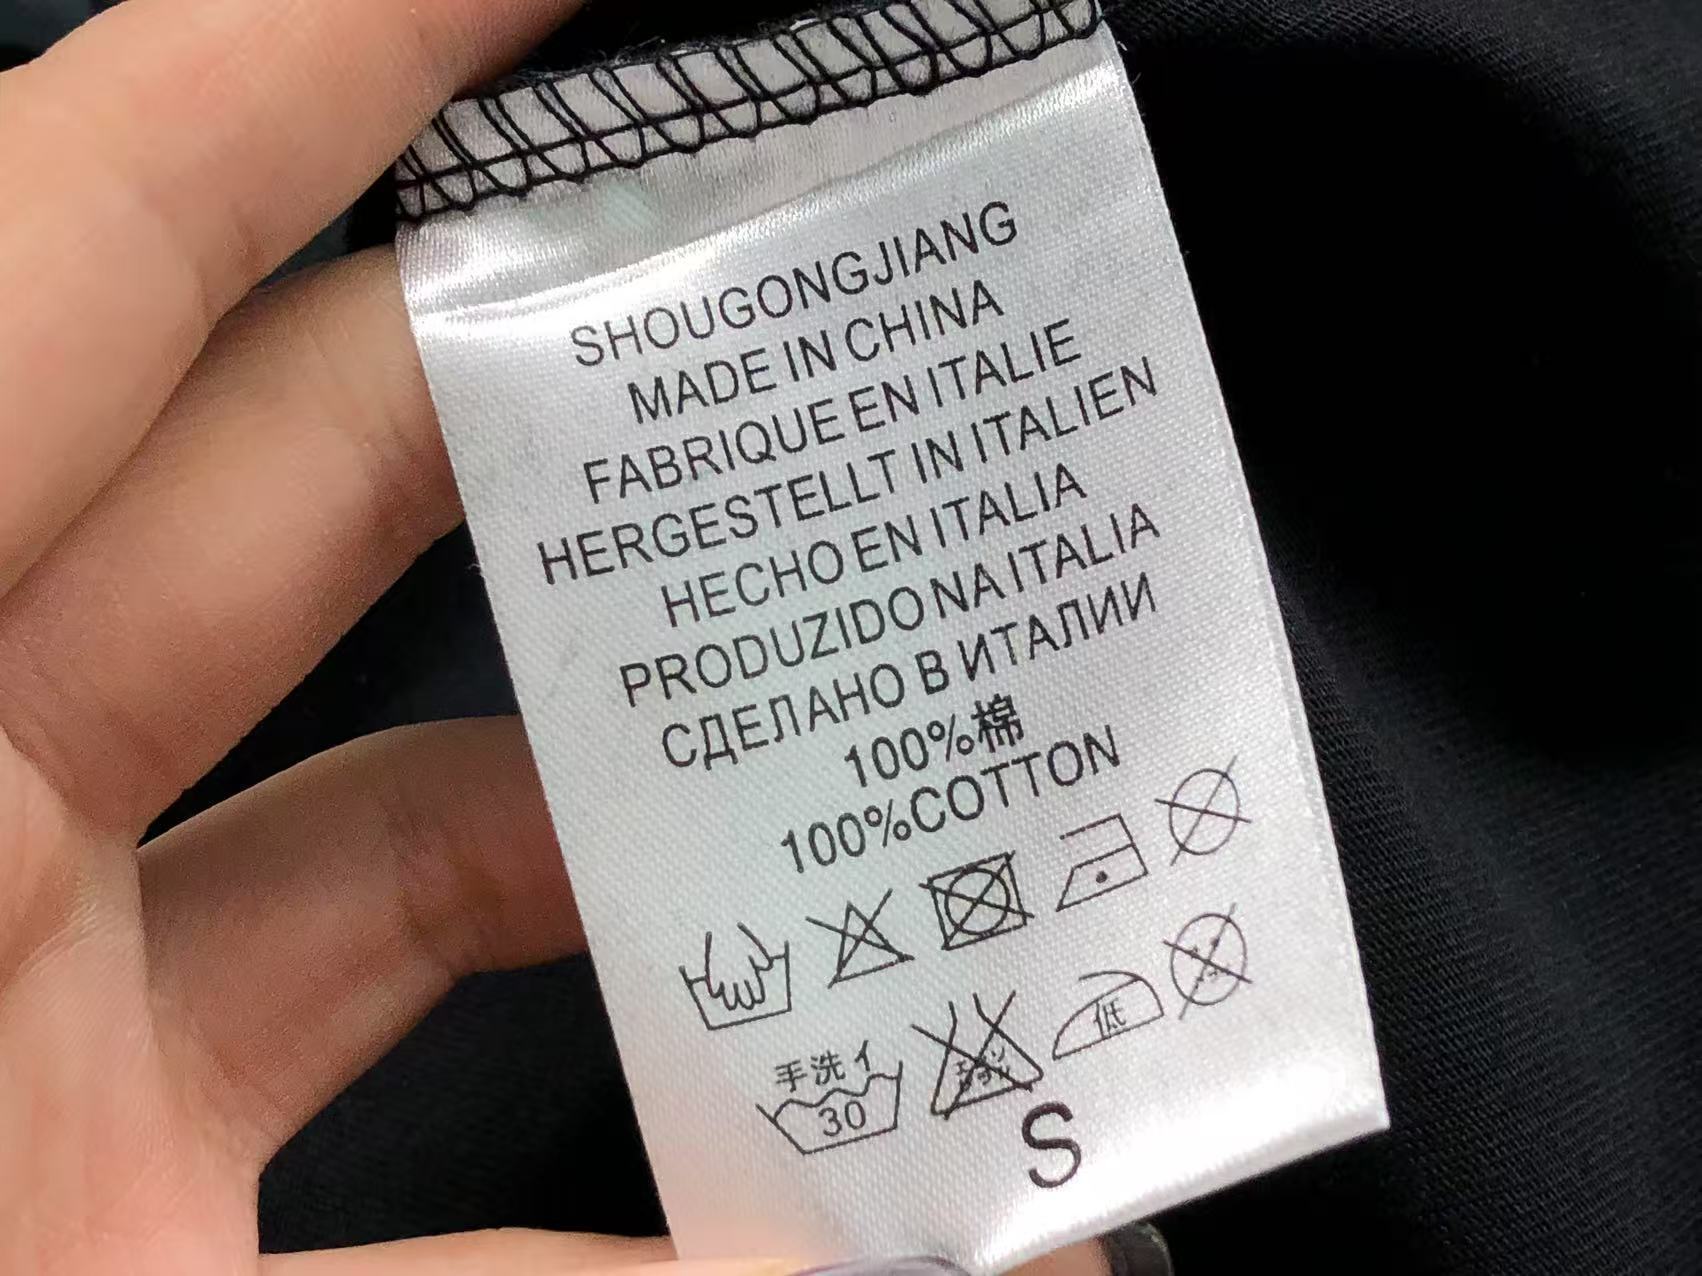 SHOUGONGJIANG
MADE IN CHINA
FABRIQUE EN ITALIE
HERGESTELLT IN ITALIEN
HECHO EN ITALIA
PRODUZIDO NA ITALIA
СДЕЛАНО В ИТАЛИИ
100%棉
100%COTTON
手洗イ
30
低
S